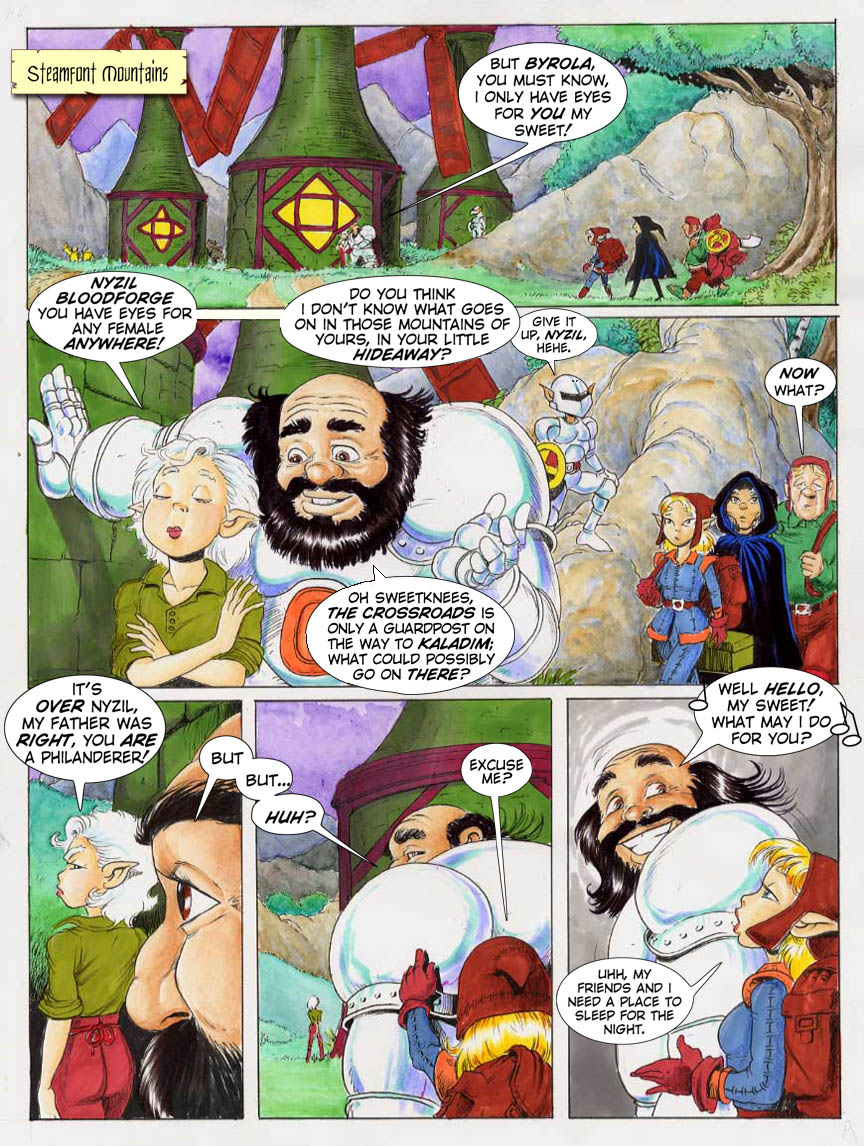 Steamfont Mountains
BUT BYROLA,
YOU MUST KNOW,
I ONLY HAVE EYES
FOR YOU MY
SWEET!
NYZIL
BLOODFORGE
YOU HAVE EYES FOR
ANY FEMALE
ANYWHERE!
DO YOU THINK
I DON'T KNOW WHAT GOES
ON IN THOSE MOUNTAINS OF
YOURS, IN YOUR LITTLE
HIDEAWAY?
GIVE IT
UP, NYZIL,
HEHE.
NOW
WHAT?
OH SWEETKNEES,
THE CROSSROADS IS
ONLY A GUARDPOST ON
THE WAY TO KALADIM;
WHAT COULD POSSIBLY
GO ON THERE?
IT'S
OVER NYZIL,
MY FATHER WAS
RIGHT, YOU ARE
A PHILANDERER!
BUT
BUT...
HUH?
EXCUSE
ME?
WELL HELLO,
MY SWEET!
WHAT MAY I DO
FOR YOU?
UHH, MY
FRIENDS AND I
NEED A PLACE TO
SLEEP FOR THE
NIGHT.